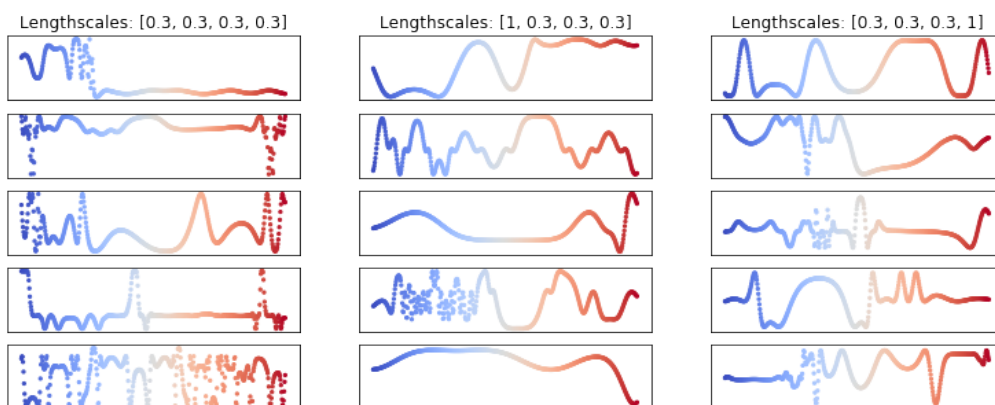 Lengthscales: [0.3, 0.3, 0.3, 0.3]
Lengthscales: [1, 0.3, 0.3, 0.3]
Lengthscales: [0.3, 0.3, 0.3, 1]